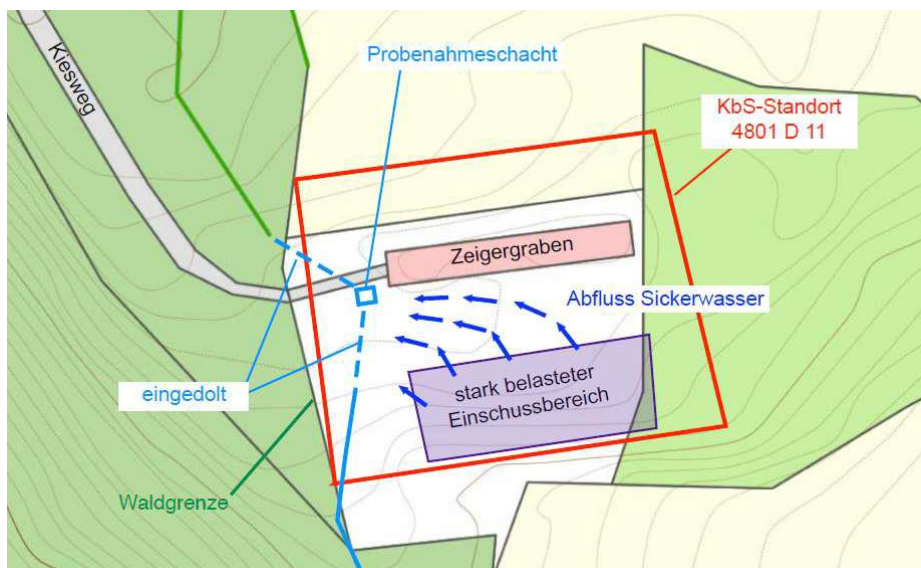 Kiesweg
Probenahmeschacht
KbS-Standort
4801 D 11
Zeigergraben
Abfluss Sickerwasser
stark belasteter
Einschussbereich
eingedolt
Waldgrenze